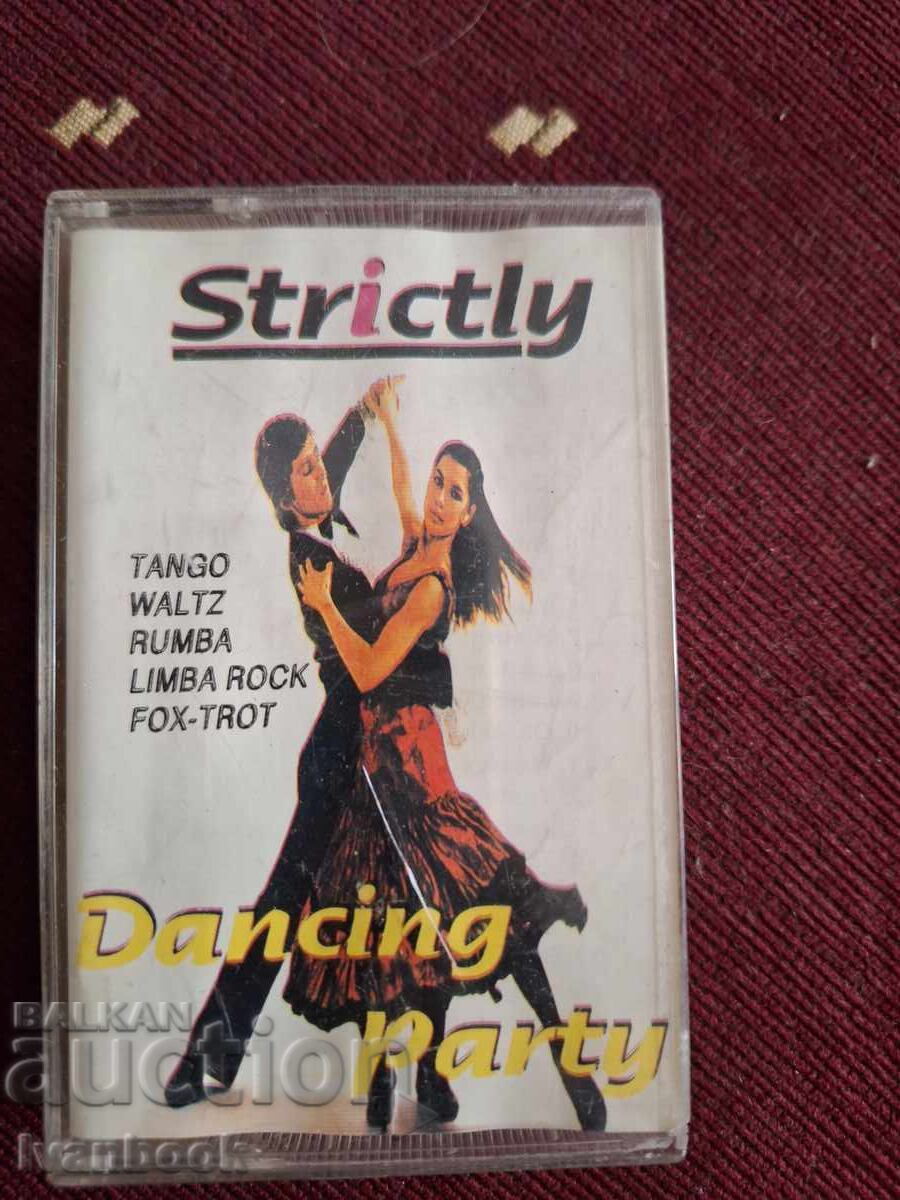 Strictly
TANGO
WALTZ
RUMBA
LIMBA ROCK
FOX-TROT
Dancing
Party
BALKAN
auction
Ivanbook